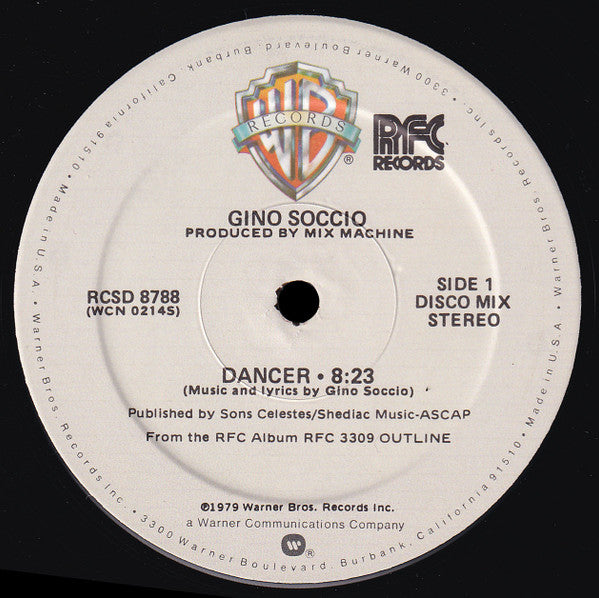 • 3300 Warner Boulevard, Burbank, California 91510 • Made in U.S.A. • Warner Bros. Records Inc. • 3300 Warner Boulevard, Burbank, California 91510 • Made in U.S.A. • Warner Bros. Records Inc.
WB
RECORDS
®
RFC
RECORDS
GINO SOCCIO
PRODUCED BY MIX MACHINE
RCSD 8788
(WCN 0214S)
SIDE 1
DISCO MIX
STEREO
DANCER • 8:23
(Music and lyrics by Gino Soccio)
Published by Sons Celestes/Shediac Music-ASCAP
From the RFC Album RFC 3309 OUTLINE
℗1979 Warner Bros. Records Inc.
a Warner Communications Company
®